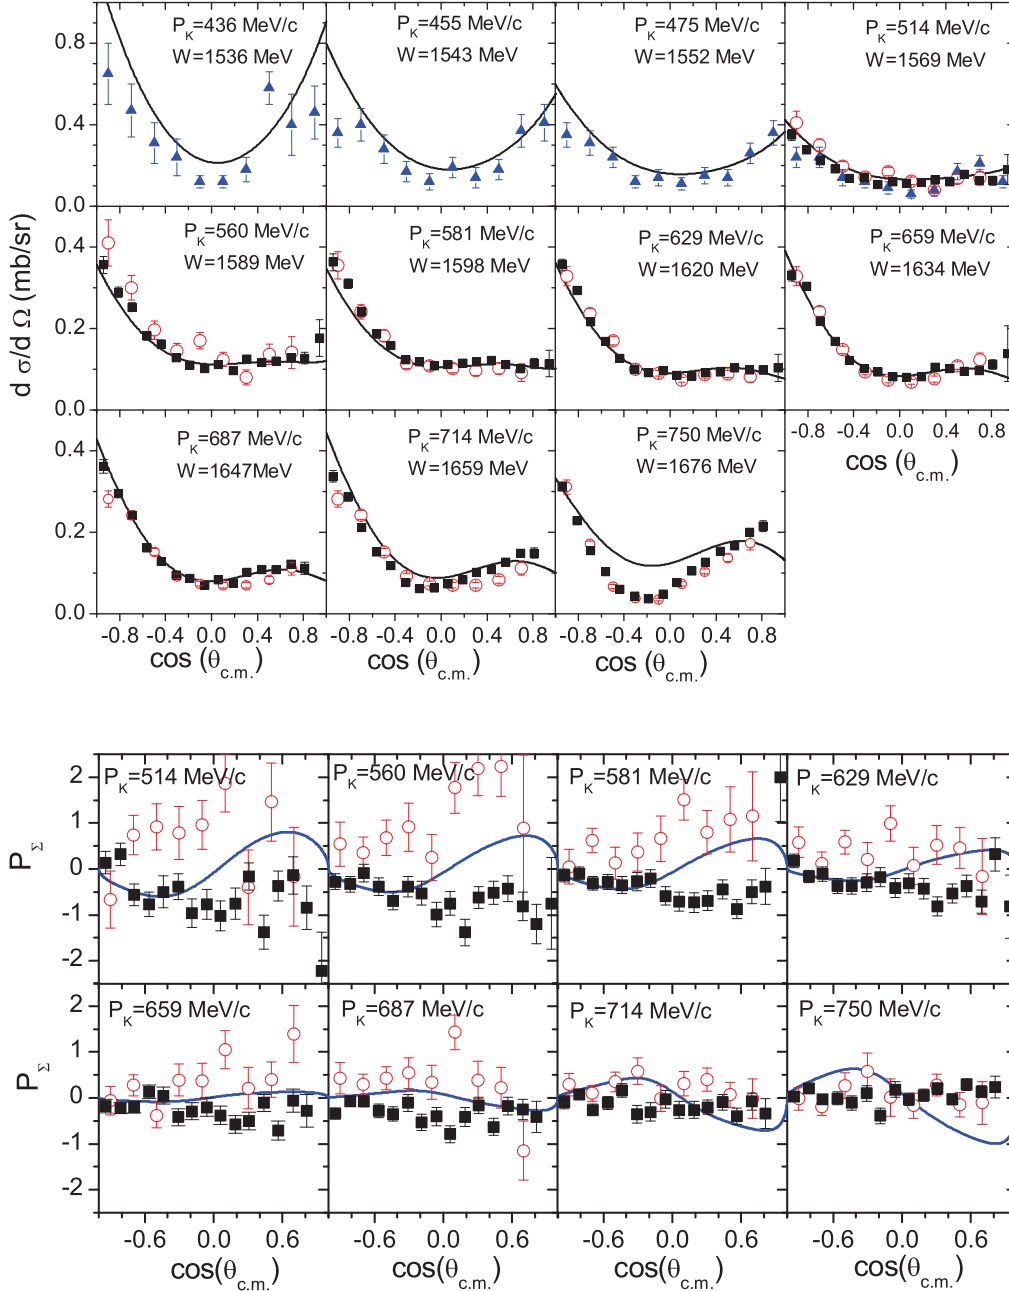 P_K=436 MeV/c
W=1536 MeV
P_K=455 MeV/c
W=1543 MeV
P_K=475 MeV/c
W=1552 MeV
P_K=514 MeV/c
W=1569 MeV
0.8
0.4
0.0
P_K=560 MeV/c
W=1589 MeV
P_K=581 MeV/c
W=1598 MeV
P_K=629 MeV/c
W=1620 MeV
P_K=659 MeV/c
W=1634 MeV
0.4
0.2
0.0
d σ/d Ω (mb/sr)
P_K=687 MeV/c
W=1647MeV
P_K=714 MeV/c
W=1659 MeV
P_K=750 MeV/c
W=1676 MeV
-0.8 -0.4 0.0 0.4 0.8
cos (θ_c.m.)
0.4
0.2
0.0
-0.8 -0.4 0.0 0.4 0.8
-0.8 -0.4 0.0 0.4 0.8
-0.8 -0.4 0.0 0.4 0.8
cos (θ_c.m.)
cos (θ_c.m.)
cos (θ_c.m.)
P_K=514 MeV/c
P_K=560 MeV/c
P_K=581 MeV/c
P_K=629 MeV/c
2
1
0
-1
-2
P_Σ
P_K=659 MeV/c
P_K=687 MeV/c
P_K=714 MeV/c
P_K=750 MeV/c
2
1
0
-1
-2
P_Σ
-0.6 0.0 0.6
-0.6 0.0 0.6
-0.6 0.0 0.6
-0.6 0.0 0.6
cos(θ_c.m.)
cos(θ_c.m.)
cos(θ_c.m.)
cos(θ_c.m.)